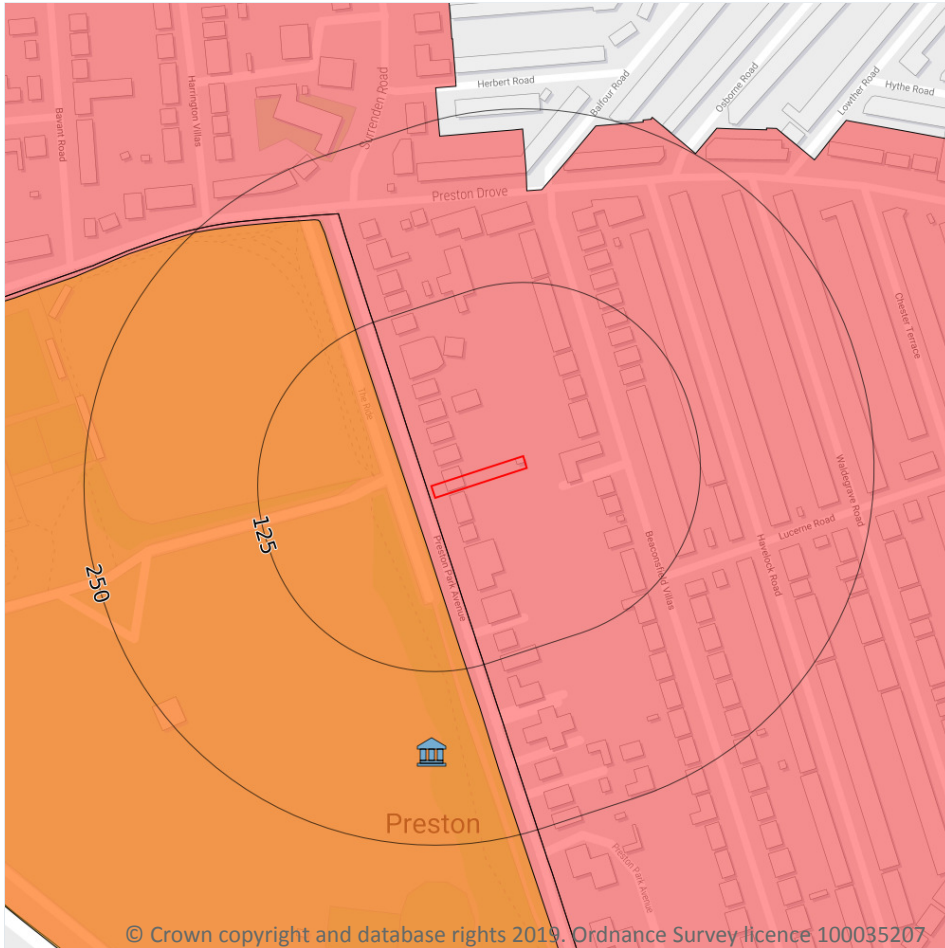 Herbert Road
Balfour Road
Osborne Road
Lowther Road
Hythe Road
Bavant Road
Harrington Villas
Surrenden Road
Preston Drove
The Ride
Chester Terrace
Waldegrave Road
Lucerne Road
Havelock Road
Beaconsfield Villas
Preston Park Avenue
125
250
Preston
Preston Park Avenue
© Crown copyright and database rights 2019. Ordnance Survey licence 100035207.